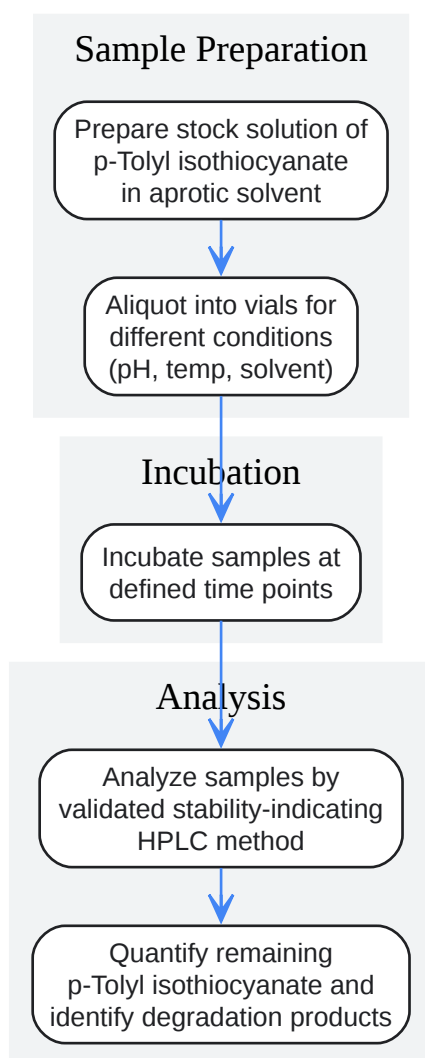 Sample Preparation
Prepare stock solution of
p-Tolyl isothiocyanate
in aprotic solvent
Aliquot into vials for
different conditions
(pH, temp, solvent)
Incubation
Incubate samples at
defined time points
Analysis
Analyze samples by
validated stability-indicating
HPLC method
Quantify remaining
p-Tolyl isothiocyanate and
identify degradation products